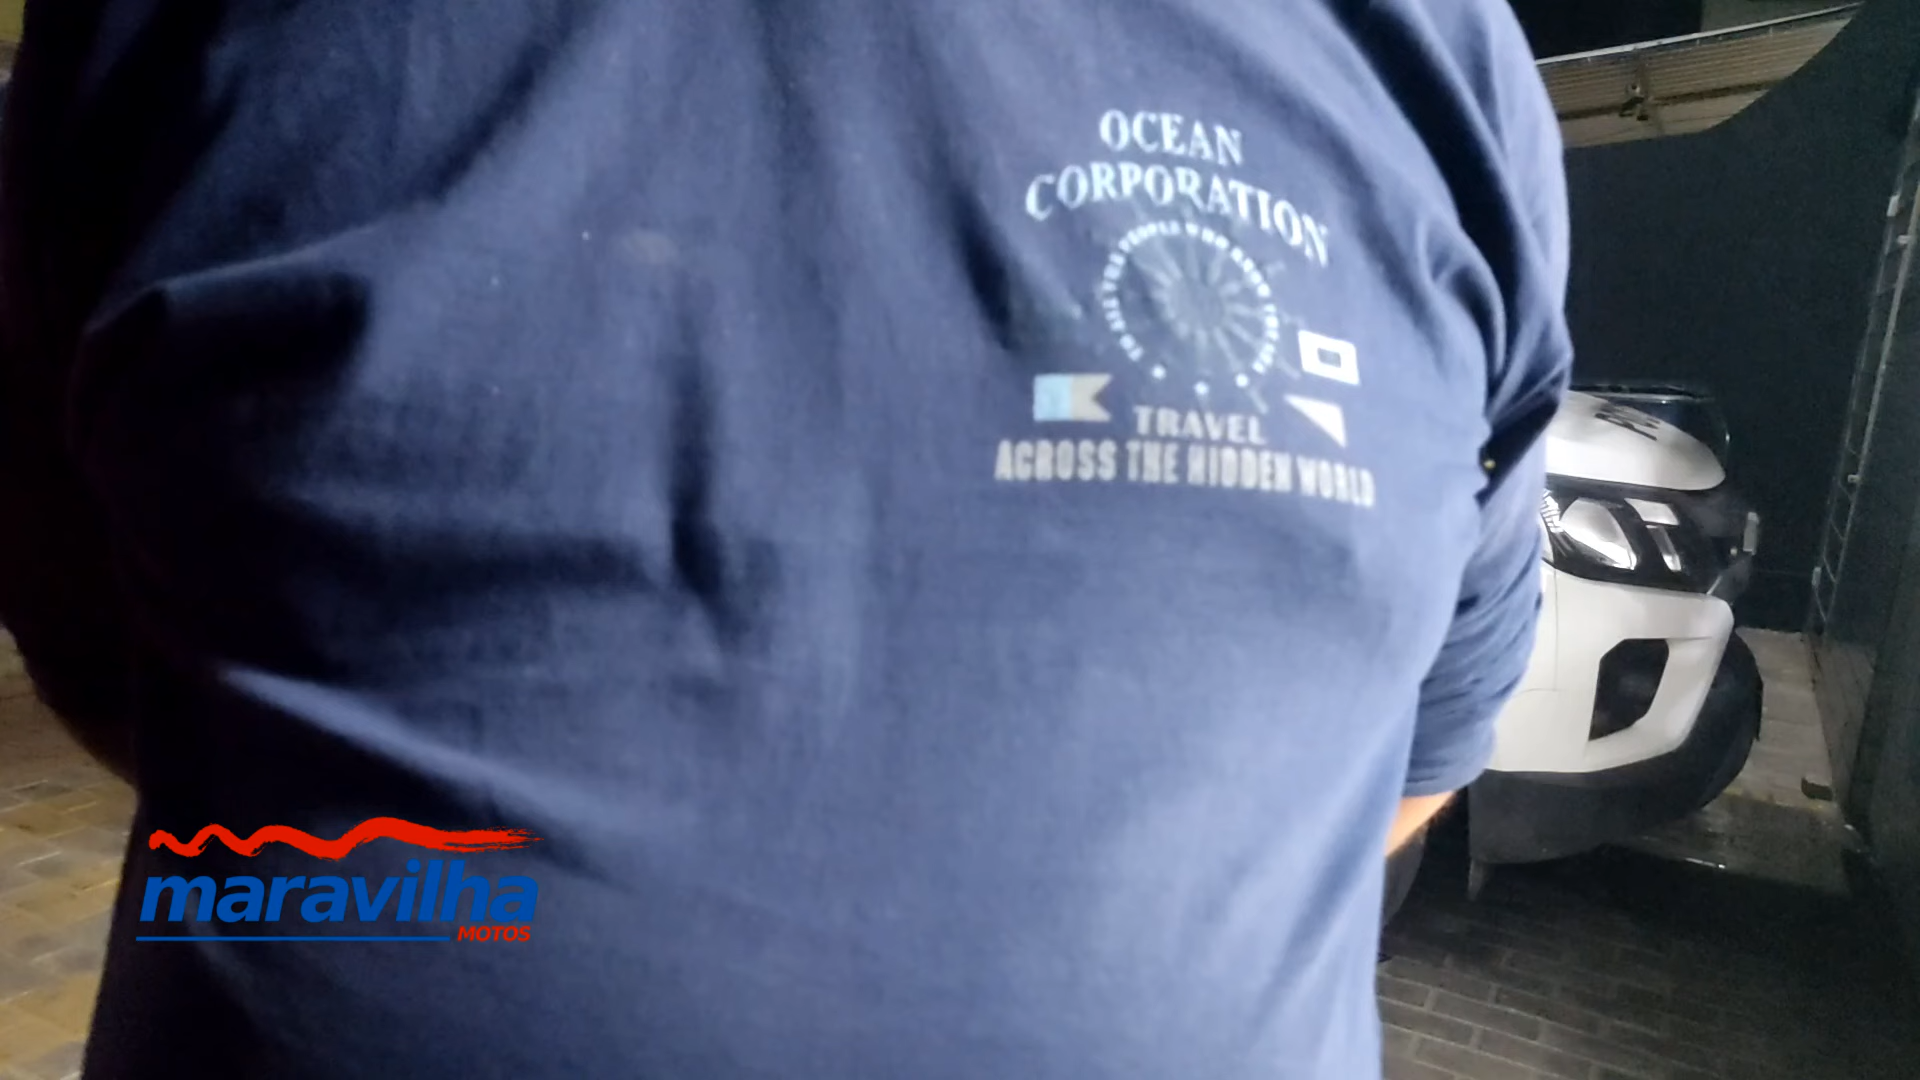 OCEAN
CORPORATION
TRAVEL
ACROSS THE HIDDEN WORLD
maravilha
MOTOS